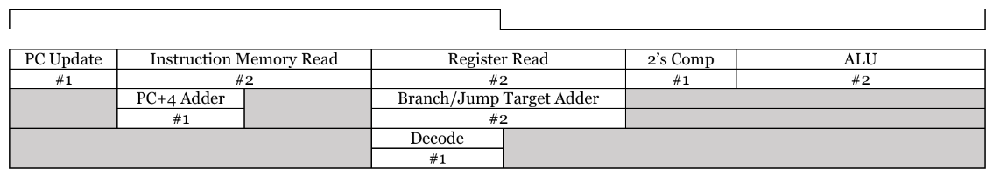 PC Update Instruction Memory Read Register Read 2's Comp ALU
#1 #2 #2 #1 #2
PC+4 Adder Branch/Jump Target Adder
#1 #2
Decode
#1